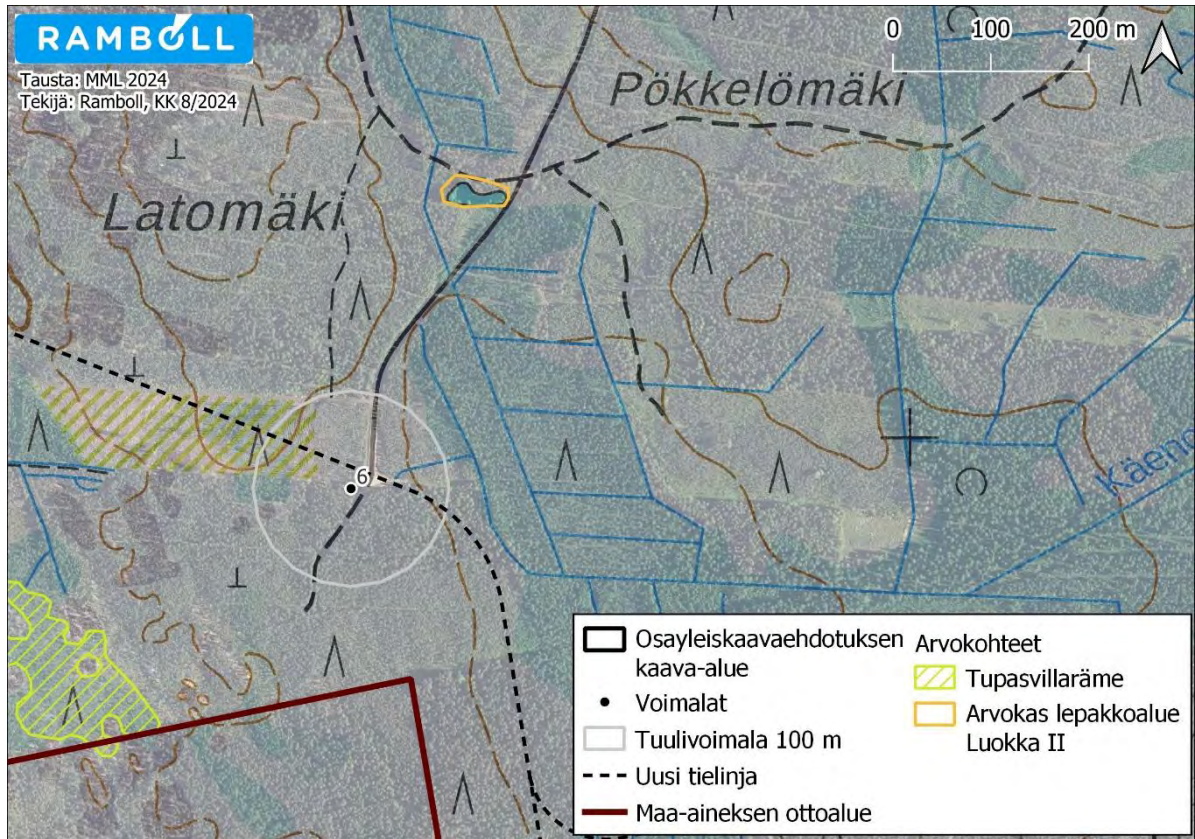 RAMBOLL
Tausta: MML 2024
Tekijä: Ramboll, KK 8/2024
0 100 200 m
Pökkelömäki
Latomäki
6
Osayleiskaavaehdotuksen
kaava-alue
Voimalat
Tuulivoimala 100 m
Uusi tielinja
Maa-aineksen ottoalue
Arvokohteet
Tupasvillaräme
Arvokas lepakkoalue
Luokka II